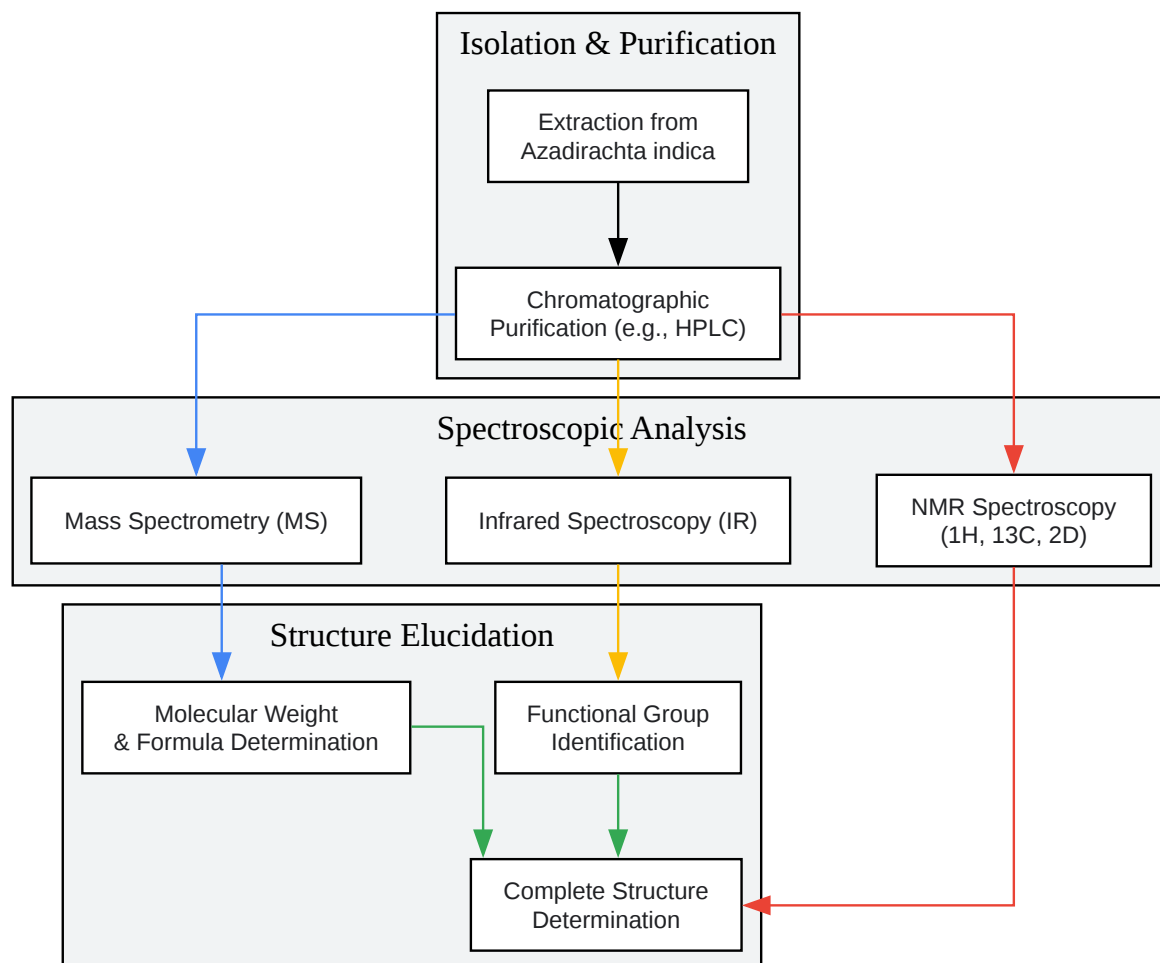 Isolation & Purification
Extraction from
Azadirachta indica
Chromatographic
Purification (e.g., HPLC)
Spectroscopic Analysis
Mass Spectrometry (MS)
Infrared Spectroscopy (IR)
NMR Spectroscopy
(1H, 13C, 2D)
Structure Elucidation
Molecular Weight
& Formula Determination
Functional Group
Identification
Complete Structure
Determination